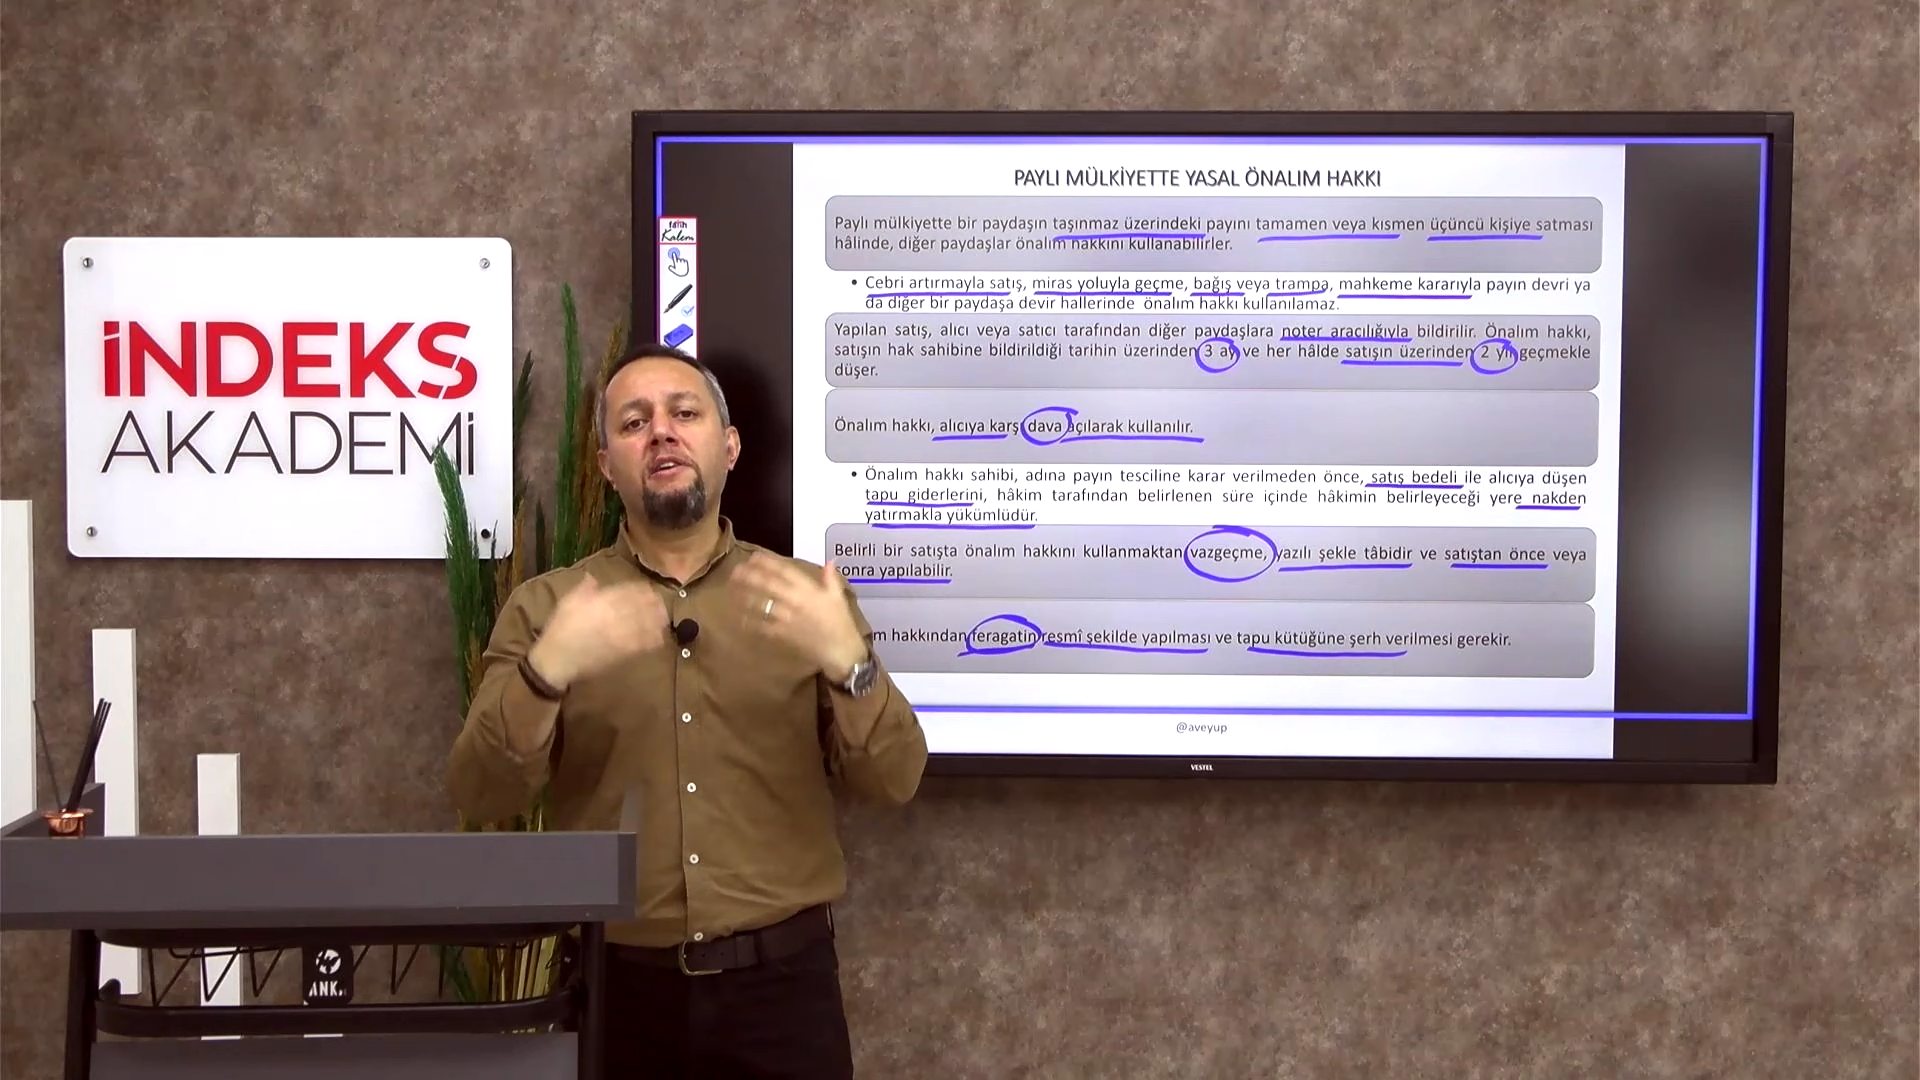 İNDEKS
AKADEMİ
fatih
Kalem
PAYLI MÜLKİYETTE YASAL ÖNALIM HAKKI
Paylı mülkiyette bir paydaşın taşınmaz üzerindeki payını tamamen veya kısmen üçüncü kişiye satması
hâlinde, diğer paydaşlar önalım hakkını kullanabilirler.
• Cebri artırmayla satış, miras yoluyla geçme, bağış veya trampa, mahkeme kararıyla payın devri ya
da diğer bir paydaşa devir hallerinde önalım hakkı kullanılamaz.
Yapılan satış, alıcı veya satıcı tarafından diğer paydaşlara noter aracılığıyla bildirilir. Önalım hakkı,
satışın hak sahibine bildirildiği tarihin üzerinden 3 ay ve her hâlde satışın üzerinden 2 yıl geçmekle
düşer.
Önalım hakkı, alıcıya karşı dava açılarak kullanılır.
• Önalım hakkı sahibi, adına payın tesciline karar verilmeden önce, satış bedeli ile alıcıya düşen
tapu giderlerini, hâkim tarafından belirlenen süre içinde hâkimin belirleyeceği yere nakden
yatırmakla yükümlüdür.
Belirli bir satışta önalım hakkını kullanmaktan vazgeçme, yazılı şekle tâbidir ve satıştan önce veya
sonra yapılabilir.
m hakkından feragatin resmî şekilde yapılması ve tapu kütüğüne şerh verilmesi gerekir.
@aveyup
VESTEL
ANK